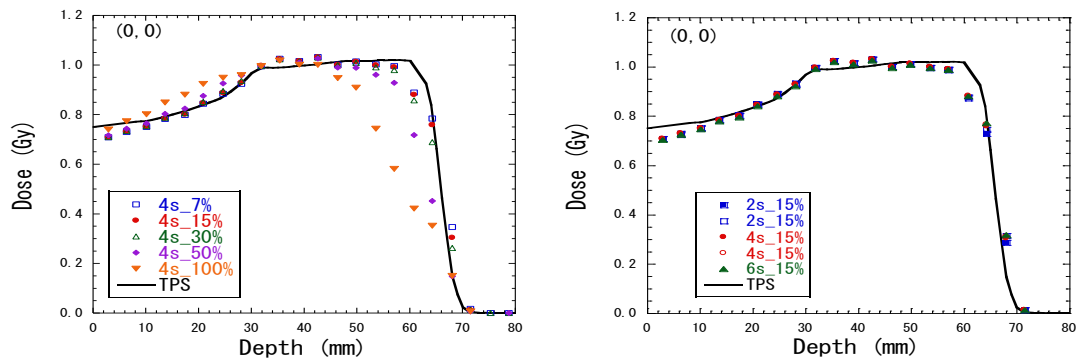 (0,0)
1.2
1.0
0.8
0.6
0.4
0.2
0.0
Dose (Gy)
4s_7%
4s_15%
4s_30%
4s_50%
4s_100%
TPS
0 10 20 30 40 50 60 70 80
Depth (mm)
(0,0)
1.2
1.0
0.8
0.6
0.4
0.2
0.0
Dose (Gy)
2s_15%
2s_15%
4s_15%
4s_15%
6s_15%
TPS
0 10 20 30 40 50 60 70 80
Depth (mm)